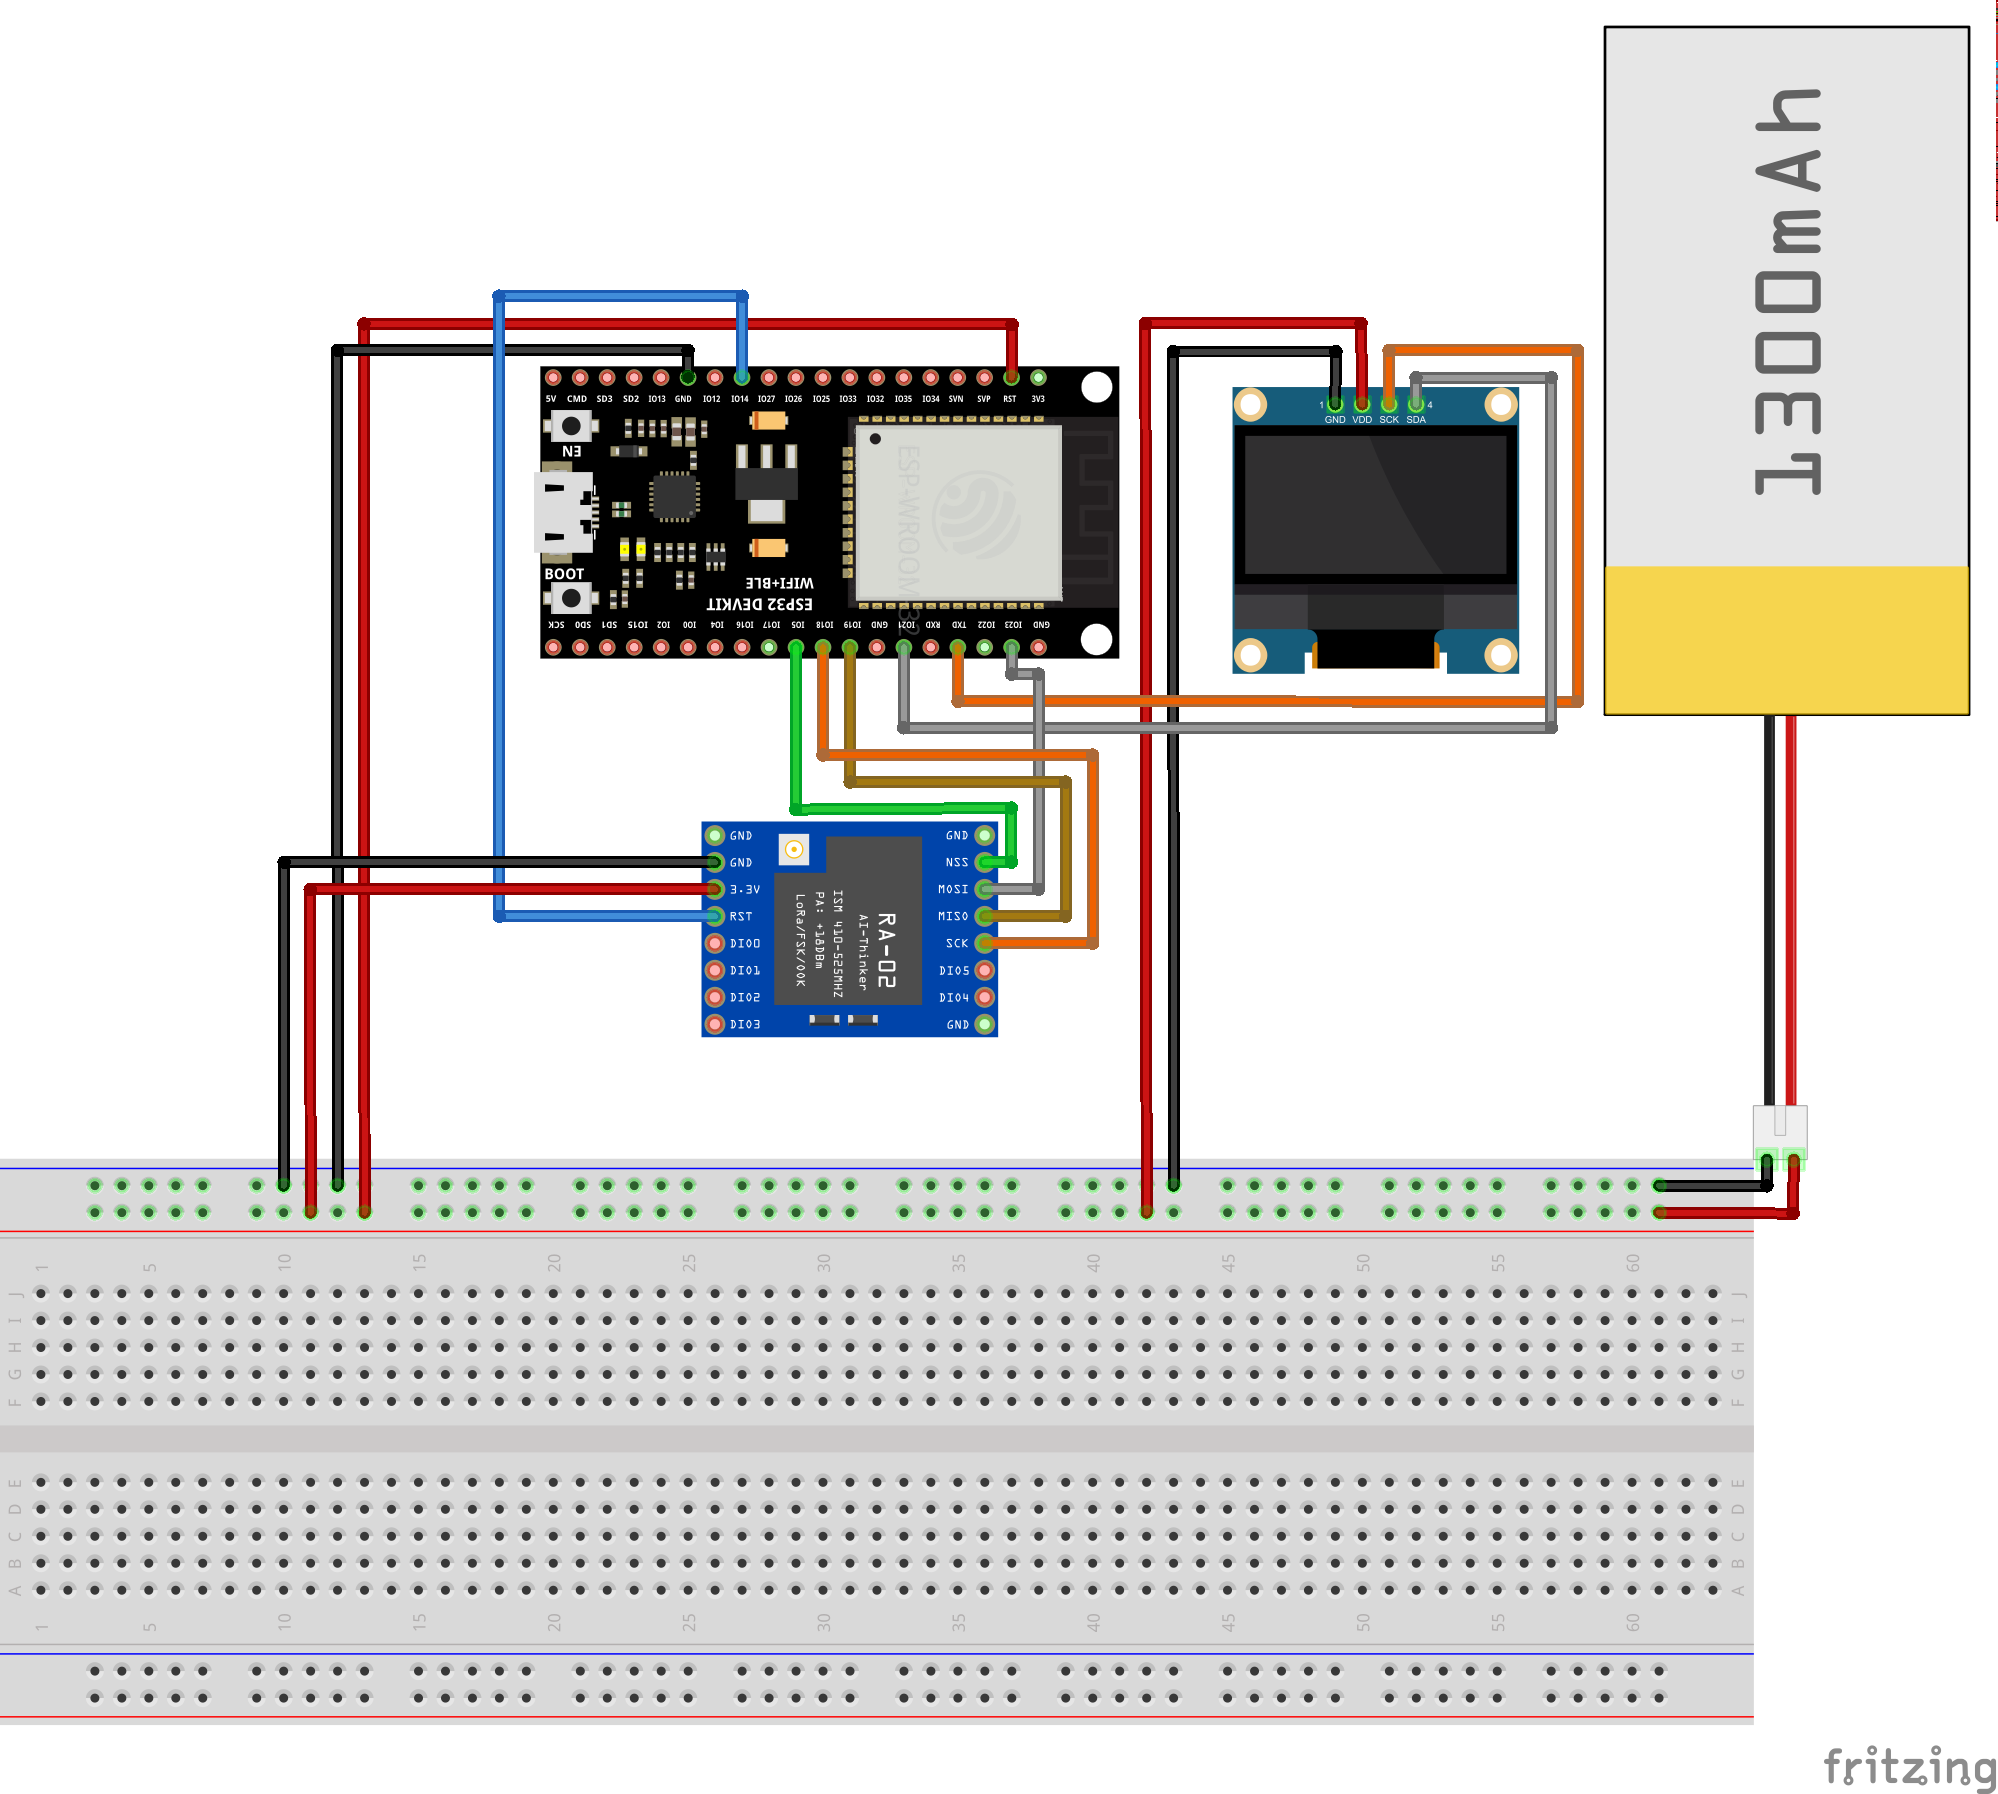 1300mAh
5V CMD SD3 SD2 IO13 GND IO12 IO14 IO27 IO26 IO25 IO33 IO32 IO35 IO34 SVN SVP RST 3V3
EN
BOOT
WIFI+BLE
ESP32 DEVKIT
ESP-WROOM-32
SCK SD0 SD1 IO15 IO2 IO0 IO4 IO16 IO17 IO5 IO18 IO19 GND IO21 RXD TXD IO22 IO23 GND
1 4
GND VDD SCK SDA
GND
GND
3.3V
RST
DIO0
DIO1
DIO2
DIO3
RA-02
AI-Thinker
ISM 410-525MHZ
PA: +18DBm
LoRa/FSK/OOK
GND
NSS
MOSI
MISO
SCK
DIO5
DIO4
GND
1 5 10 15 20 25 30 35 40 45 50 55 60
J J
I I
H H
G G
F F
E E
D D
C C
B B
A A
1 5 10 15 20 25 30 35 40 45 50 55 60
fritzing